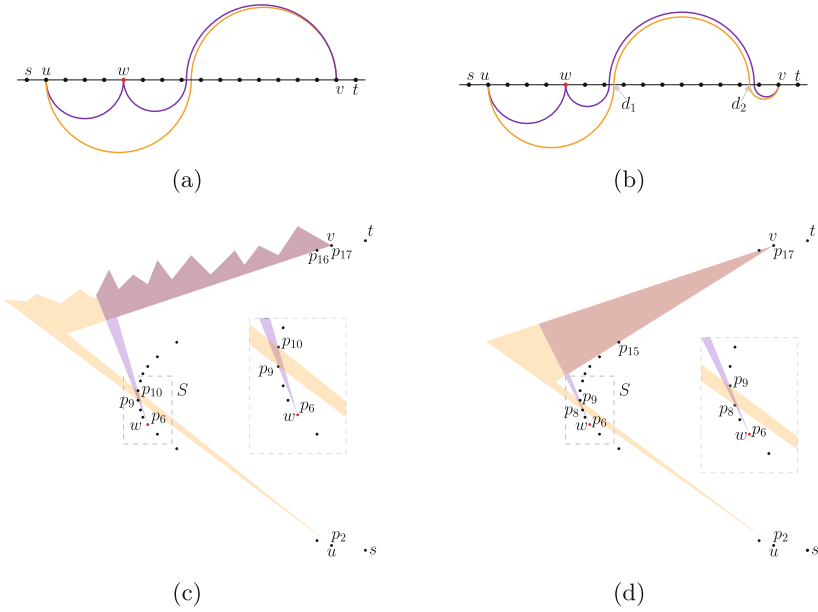 s u w v t
(a)
s u w v t
d₁ d₂
(b)
v t
p₁₆ p₁₇
p₁₀
p₉
S
p₁₀
p₉
p₆
w
p₆
w
p₂
u s
(c)
v t
p₁₇
p₁₅
p₉
p₈
S
p₉
p₈
w p₆
w p₆
p₂
u s
(d)